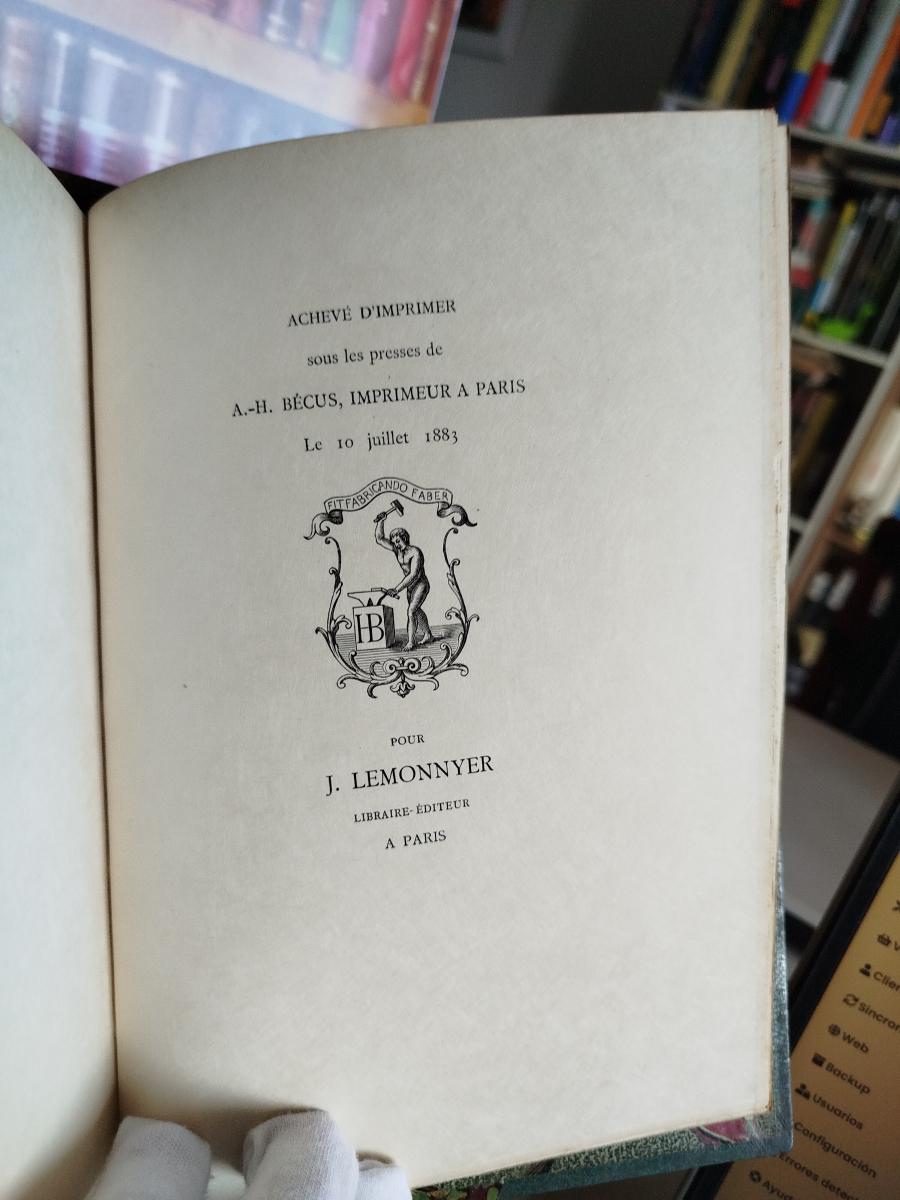 ACHEVÉ D'IMPRIMER
sous les presses de
A.-H. BÉCUS, IMPRIMEUR A PARIS
Le 10 juillet 1883
FIT FABRICANDO FABER
HB
POUR
J. LEMONNYER
LIBRAIRE-ÉDITEUR
A PARIS
Web
Backup
Usuarios
Configuración